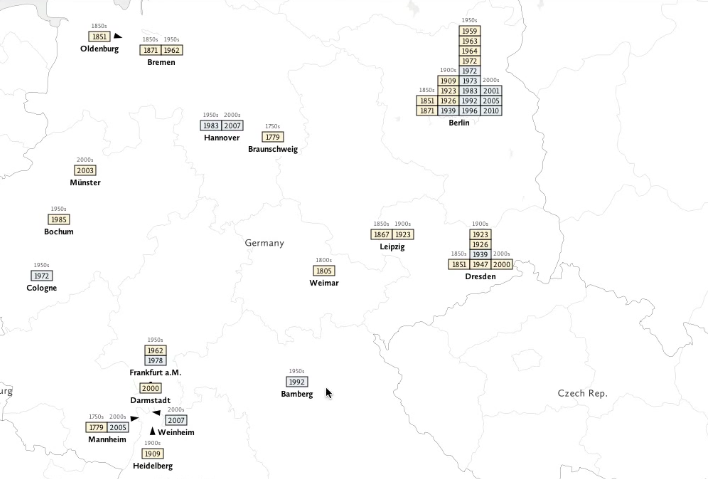 1850s
1851
Oldenburg
1850s 1950s
1871 1962
Bremen
1950s
1959
1963
1964
1972
1900s 1972
1909 1973 2000s
1850s 1923 1983 2001
1851 1926 1992 2005
1871 1939 1996 2010
Berlin
1950s 2000s
1983 2007
Hannover
1750s
1779
Braunschweig
2000s
2003
Münster
1950s
1985
Bochum
1850s 1900s
1867 1923
Leipzig
1900s
1923
1926
1850s 1939 2000s
1851 1947 2000
Dresden
Germany
1950s
1972
Cologne
1800s
1805
Weimar
1950s
1962
1978
Frankfurt a.M.
2000
Darmstadt
1950s
1992
Bamberg
Czech Rep.
urg
1750s 2000s
1779 2005
Mannheim
2000s
2007
Weinheim
1900s
1909
Heidelberg